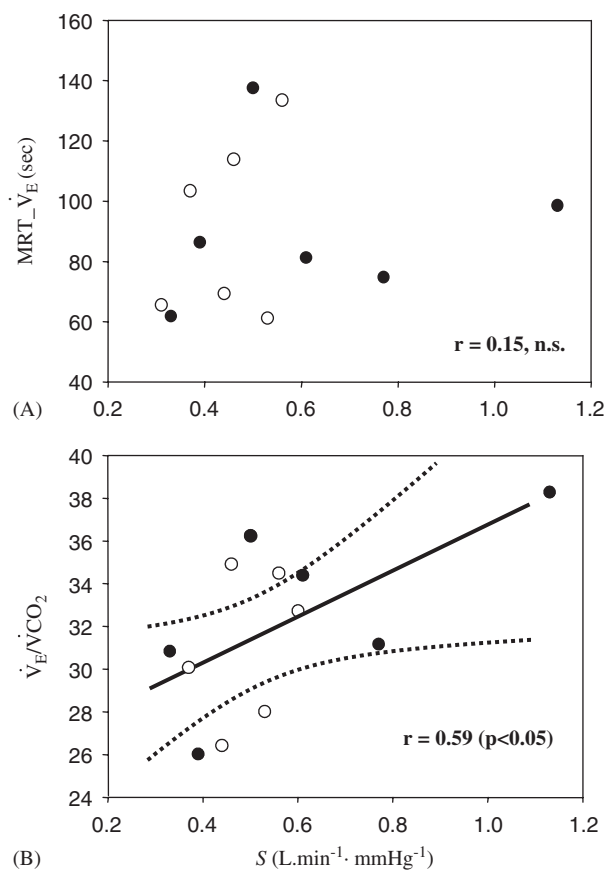 160
140
120
100
80
60
40
MRT_V̇E (sec)
r = 0.15, n.s.
(A)
0.2 0.4 0.6 0.8 1.0 1.2
40
38
36
34
32
30
28
26
24
V̇E/V̇CO2
r = 0.59 (p<0.05)
0.2 0.4 0.6 0.8 1.0 1.2
(B)
S (L.min-1· mmHg-1)